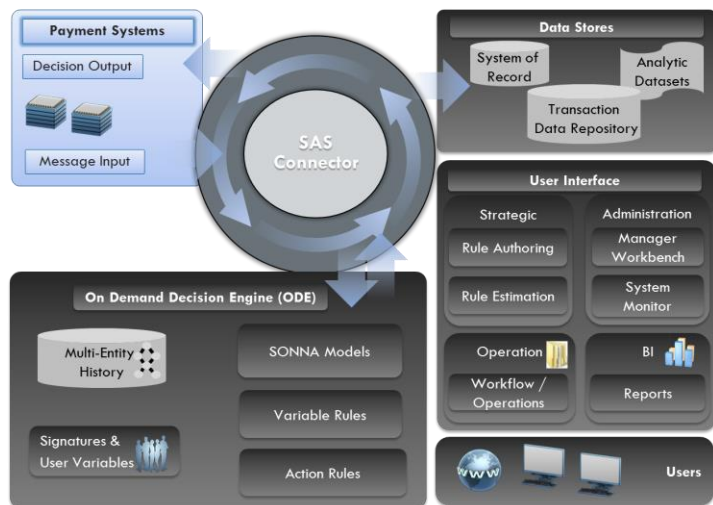 Payment Systems
Decision Output
Message Input
SAS
Connector
Data Stores
System of
Record
Analytic
Datasets
Transaction
Data Repository
User Interface
Strategic
Rule Authoring
Rule Estimation
Administration
Manager
Workbench
System
Monitor
Operation
Workflow /
Operations
BI
Reports
On Demand Decision Engine (ODE)
Multi-Entity
History
Signatures &
User Variables
SONNA Models
Variable Rules
Action Rules
WWW
Users